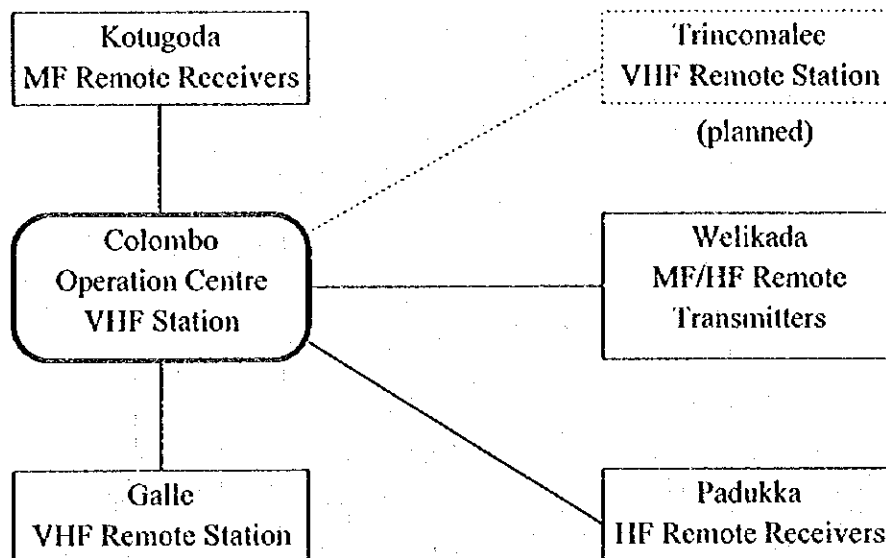 Kotugoda
MF Remote Receivers
Trincomalee
VHF Remote Station
(planned)
Colombo
Operation Centre
VHF Station
Welikada
MF/HF Remote
Transmitters
Galle
VHF Remote Station
Padukka
HF Remote Receivers